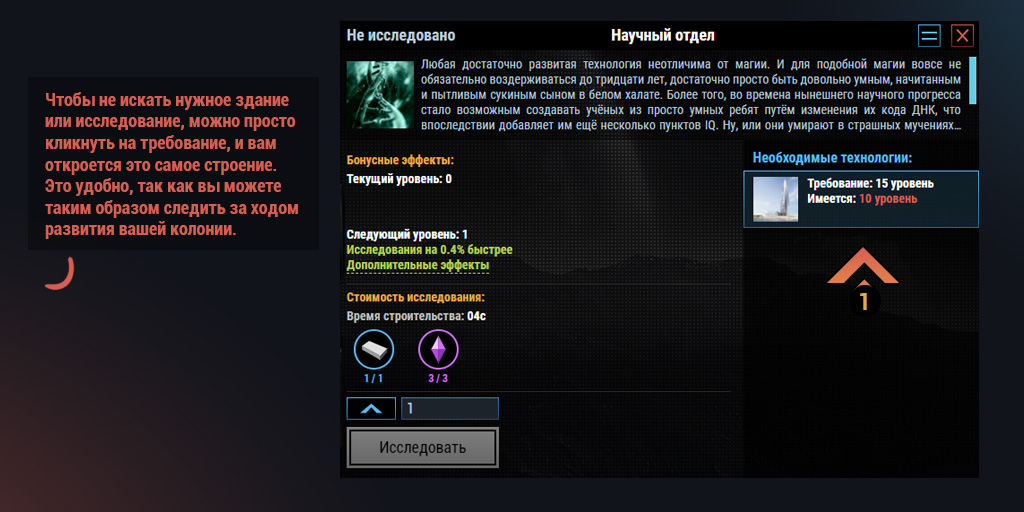 Чтобы не искать нужное здание
или исследование, можно просто
кликнуть на требование, и вам
откроется это самое строение.
Это удобно, так как вы можете
таким образом следить за ходом
развития вашей колонии.
Не исследовано
Научный отдел
Любая достаточно развитая технология неотличима от магии. И для подобной магии вовсе не
обязательно воздерживаться до тридцати лет, достаточно просто быть довольно умным, начитанным
и пытливым сукиным сыном в белом халате. Более того, во времена нынешнего научного прогресса
стало возможным создавать учёных из просто умных ребят путём изменения их кода ДНК, что
впоследствии добавляет им ещё несколько пунктов IQ. Ну, или они умирают в страшных мучениях...
Бонусные эффекты:
Текущий уровень: 0
Следующий уровень: 1
Исследования на 0.4% быстрее
Дополнительные эффекты
Стоимость исследования:
Время строительства: 04с
1 / 1
3 / 3
1
Исследовать
Необходимые технологии:
Требование: 15 уровень
Имеется: 10 уровень
1